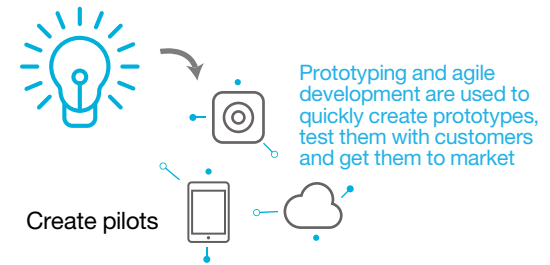 Prototyping and agile
development are used to
quickly create prototypes,
test them with customers
and get them to market
Create pilots